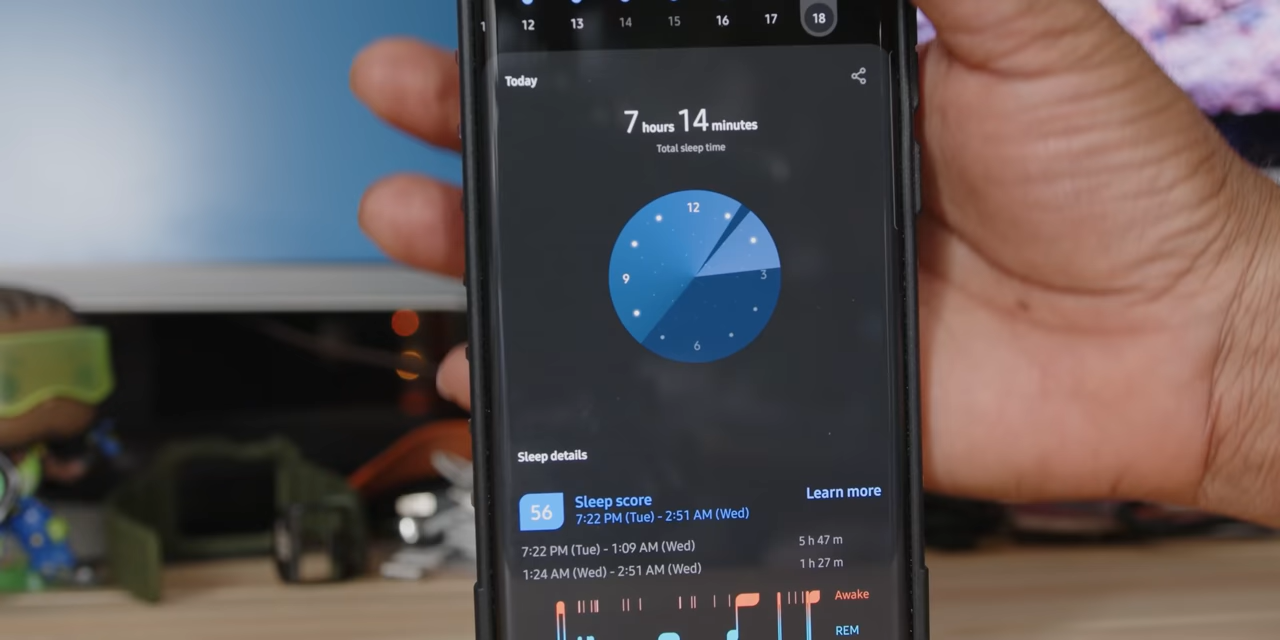 12 13 14 15 16 17 18
Today
7 hours 14 minutes
Total sleep time
12
9
3
6
Sleep details
56
Sleep score
Learn more
7:22 PM (Tue) - 2:51 AM (Wed)
7:22 PM (Tue) - 1:09 AM (Wed) 5 h 47 m
1:24 AM (Wed) - 2:51 AM (Wed) 1 h 27 m
Awake
REM